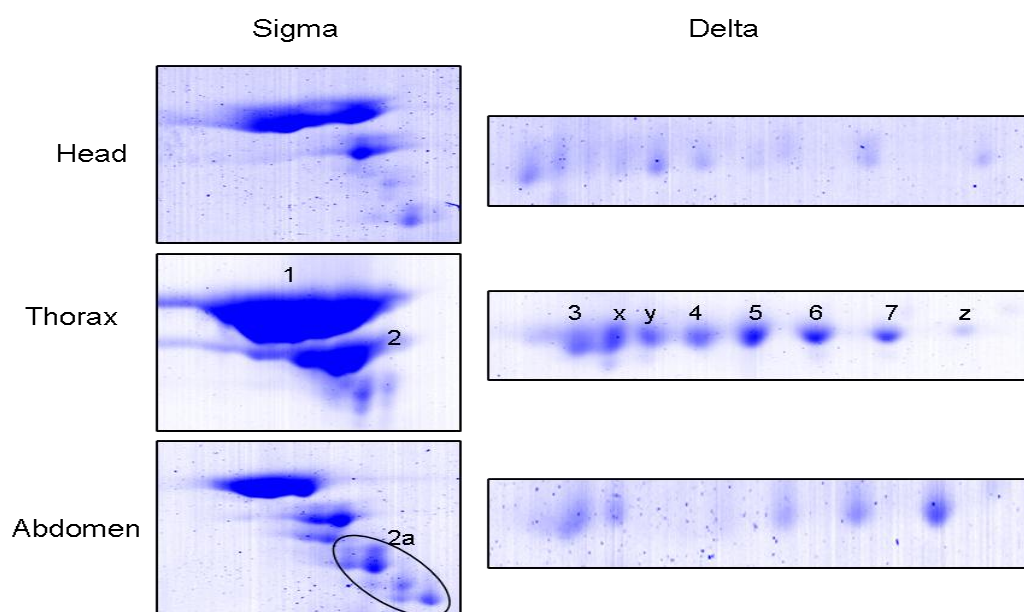 Sigma Delta
Head
Thorax
1
2
3 x y 4 5 6 7 z
Abdomen
2a